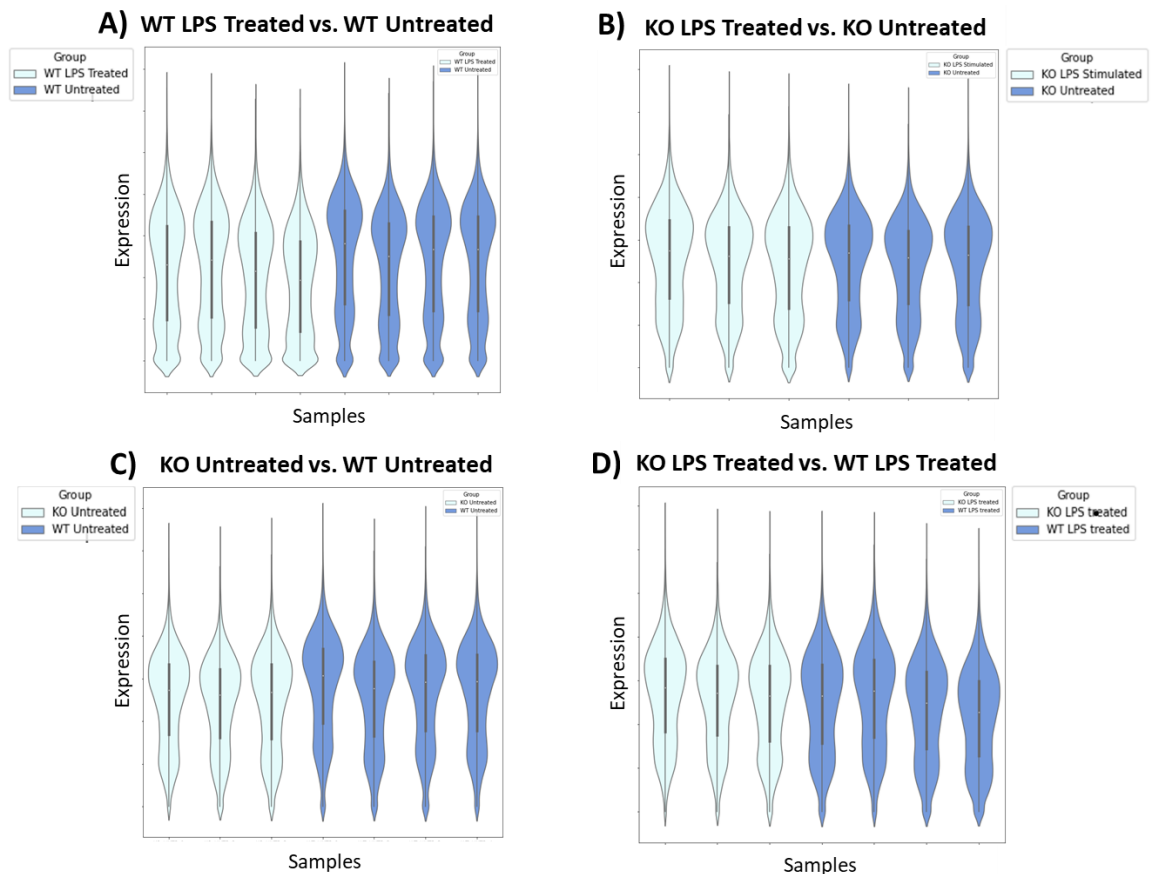 A) WT LPS Treated vs. WT Untreated
Group
WT LPS Treated
WT Untreated
Group
WT LPS Treated
WT Untreated
Expression
Samples
B) KO LPS Treated vs. KO Untreated
Group
KO LPS Stimulated
KO Untreated
Group
KO LPS Stimulated
KO Untreated
Expression
Samples
C) KO Untreated vs. WT Untreated
Group
KO Untreated
WT Untreated
Group
KO Untreated
WT Untreated
Expression
Samples
D) KO LPS Treated vs. WT LPS Treated
Group
KO LPS treated
WT LPS treated
Group
KO LPS treated
WT LPS treated
Expression
Samples